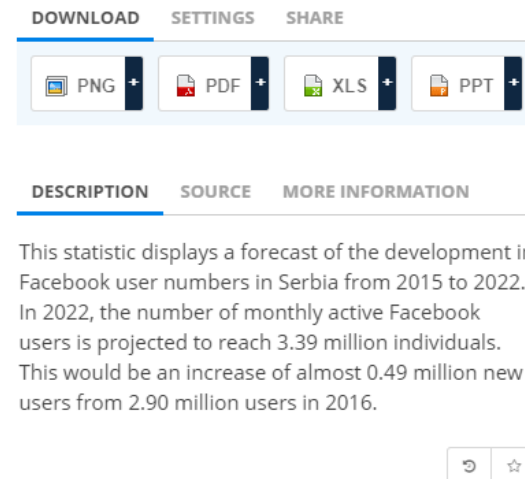 DOWNLOAD SETTINGS SHARE
PNG + PDF + XLS + PPT +
DESCRIPTION SOURCE MORE INFORMATION
This statistic displays a forecast of the development i
Facebook user numbers in Serbia from 2015 to 2022.
In 2022, the number of monthly active Facebook
users is projected to reach 3.39 million individuals.
This would be an increase of almost 0.49 million new
users from 2.90 million users in 2016.